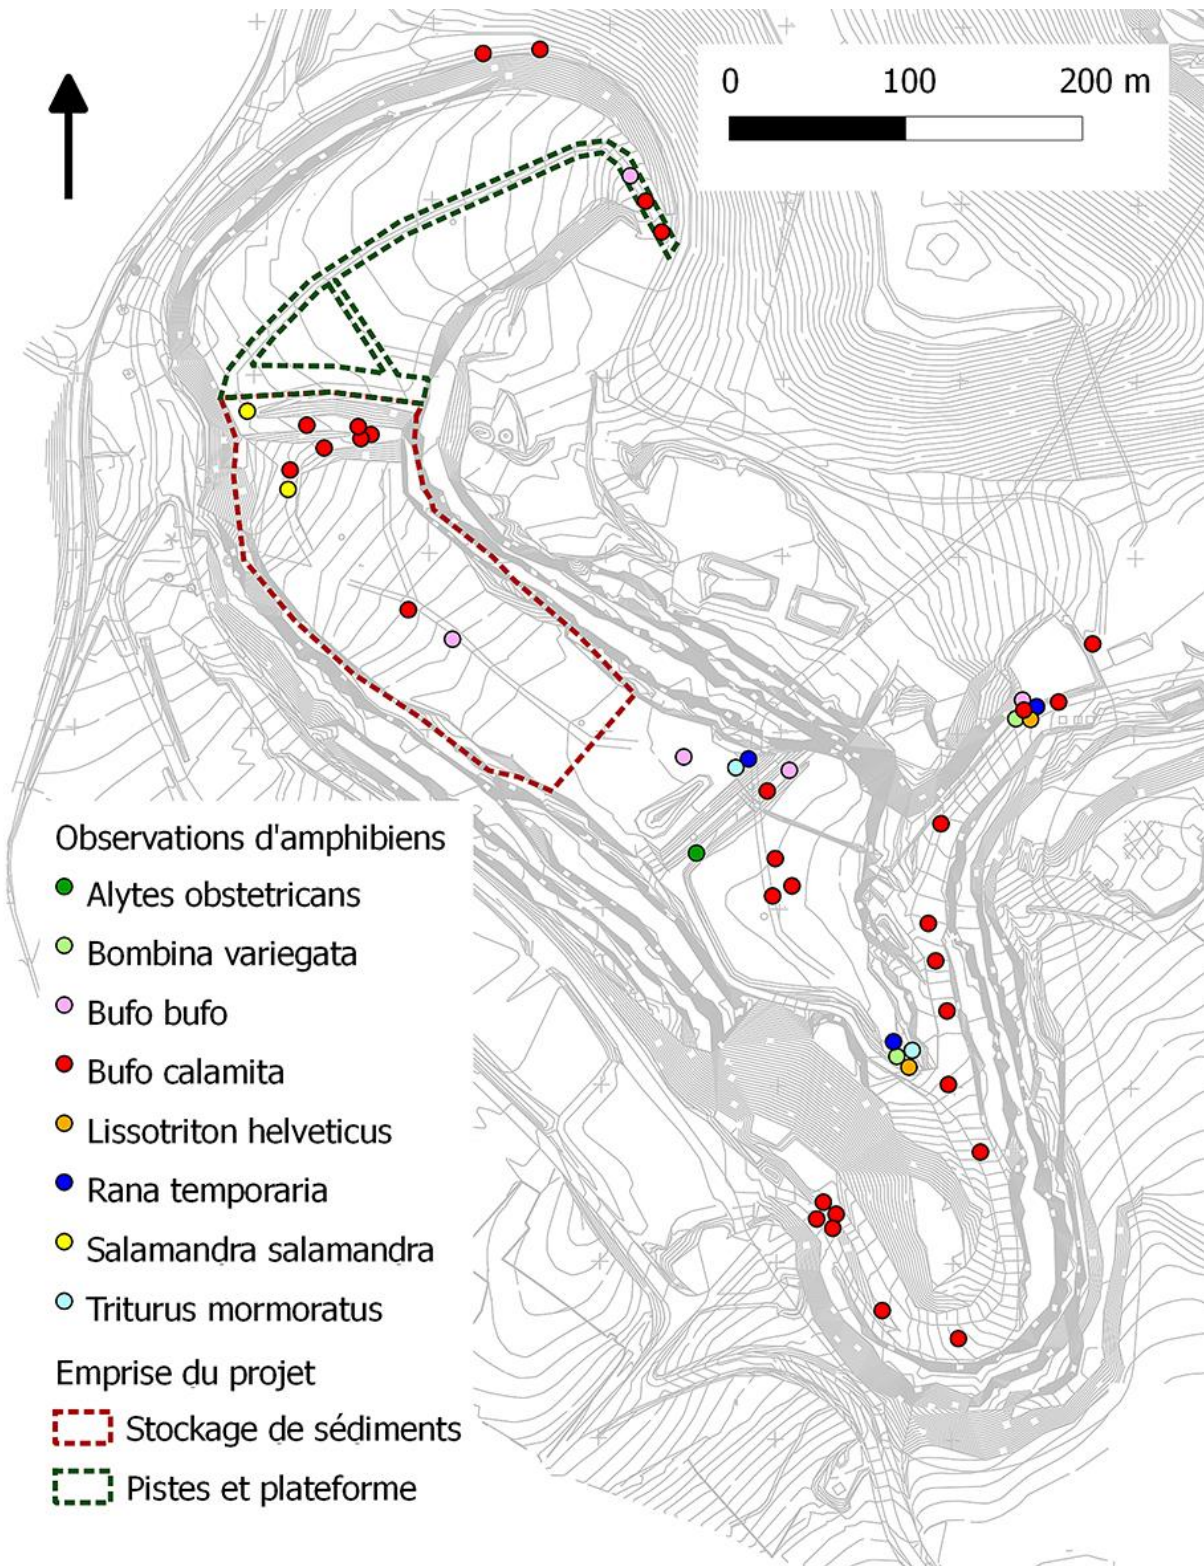 0 100 200 m
Observations d'amphibiens
Alytes obstetricans
Bombina variegata
Bufo bufo
Bufo calamita
Lissotriton helveticus
Rana temporaria
Salamandra salamandra
Triturus mormoratus
Emprise du projet
Stockage de sédiments
Pistes et plateforme